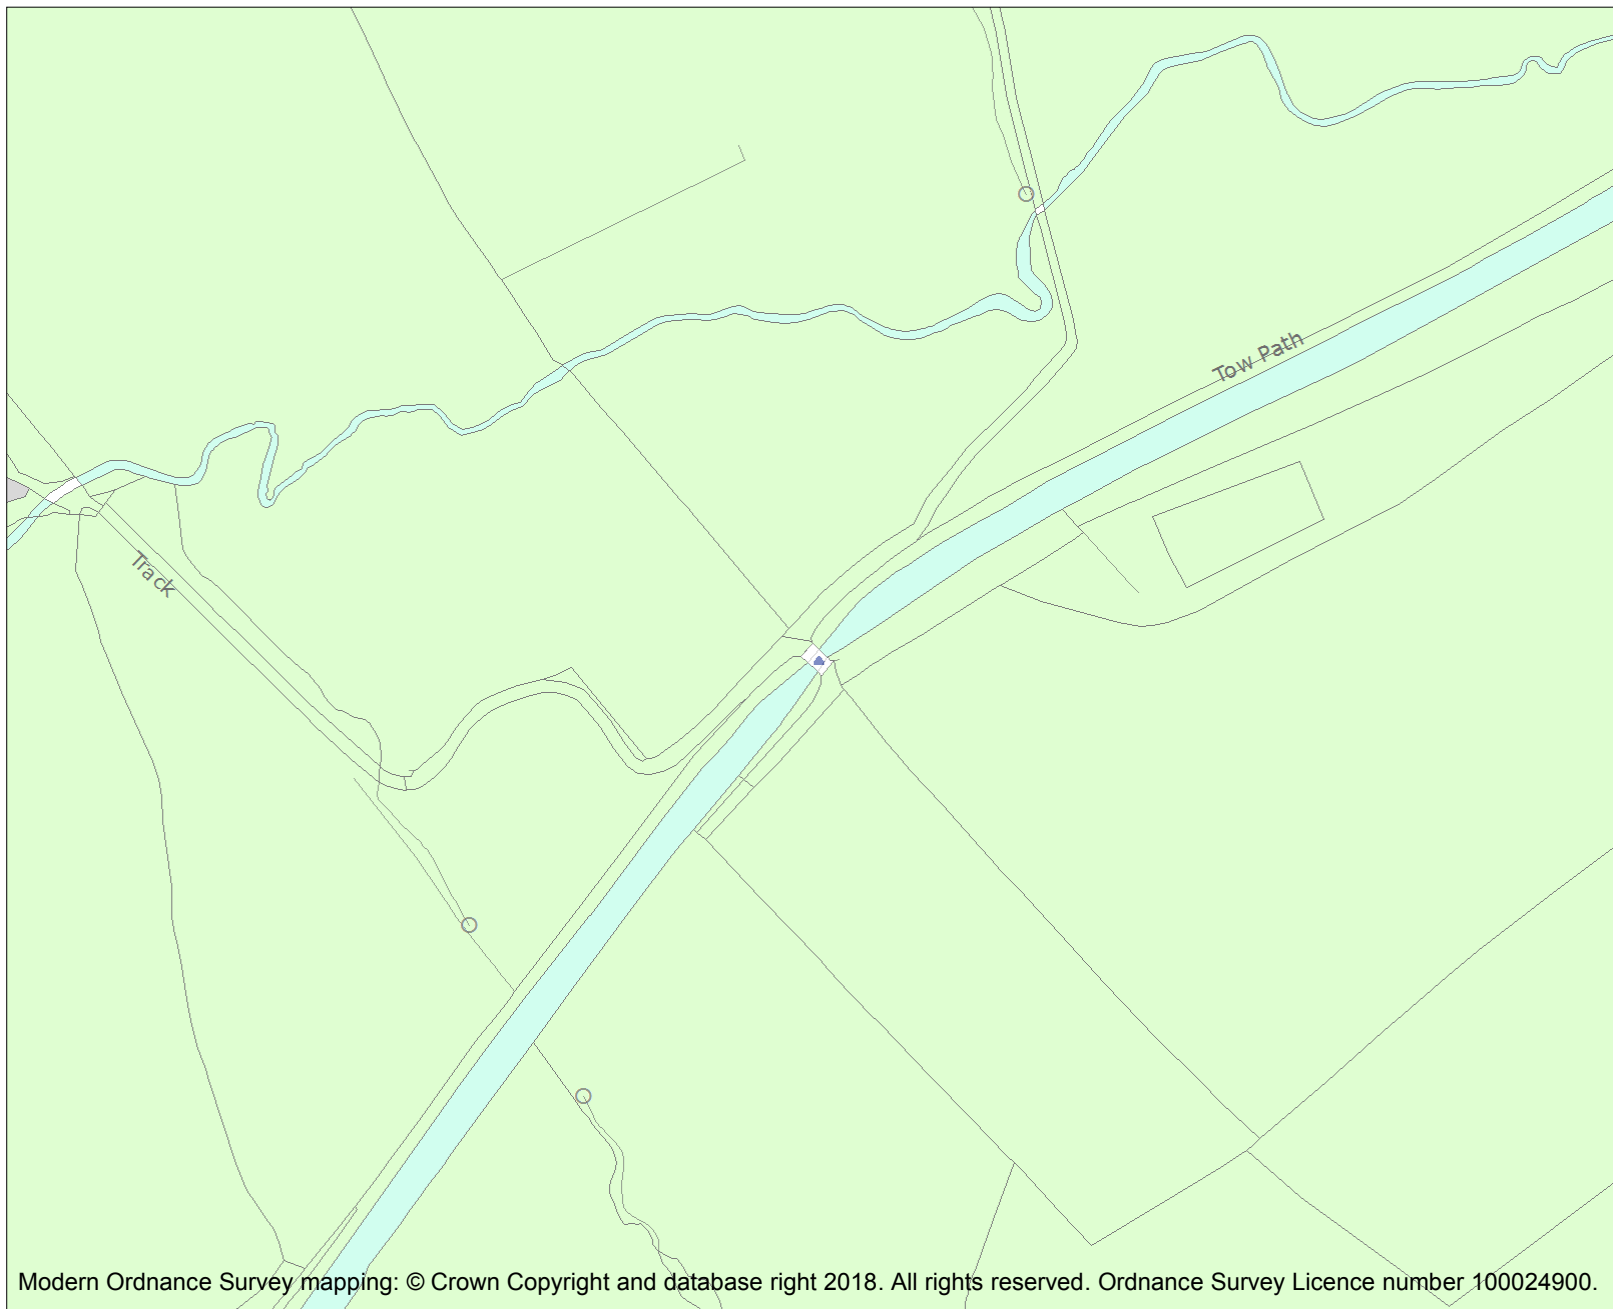 Tow Path
Track
Modern Ordnance Survey mapping: © Crown Copyright and database right 2018. All rights reserved. Ordnance Survey Licence number 100024900.